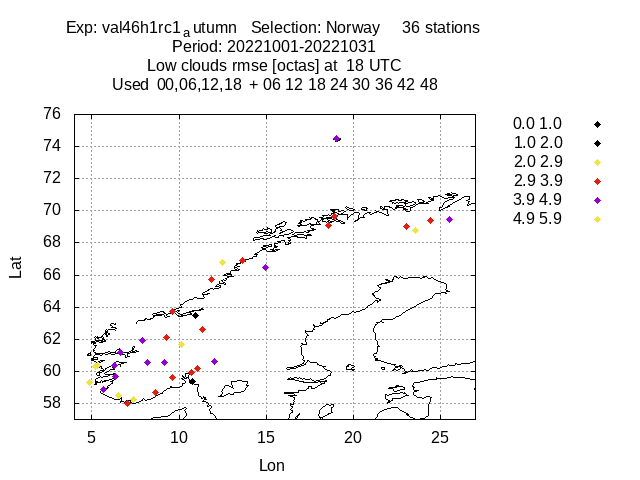 Exp: val46h1rc1autumn Selection: Norway 36 stations
Period: 20221001-20221031
Low clouds rmse [octas] at 18 UTC
Used 00,06,12,18 + 06 12 18 24 30 36 42 48
76
74
72
70
68
66
64
62
60
58
Lat
5 10 15 20 25
Lon
0.0 1.0
1.0 2.0
2.0 2.9
2.9 3.9
3.9 4.9
4.9 5.9